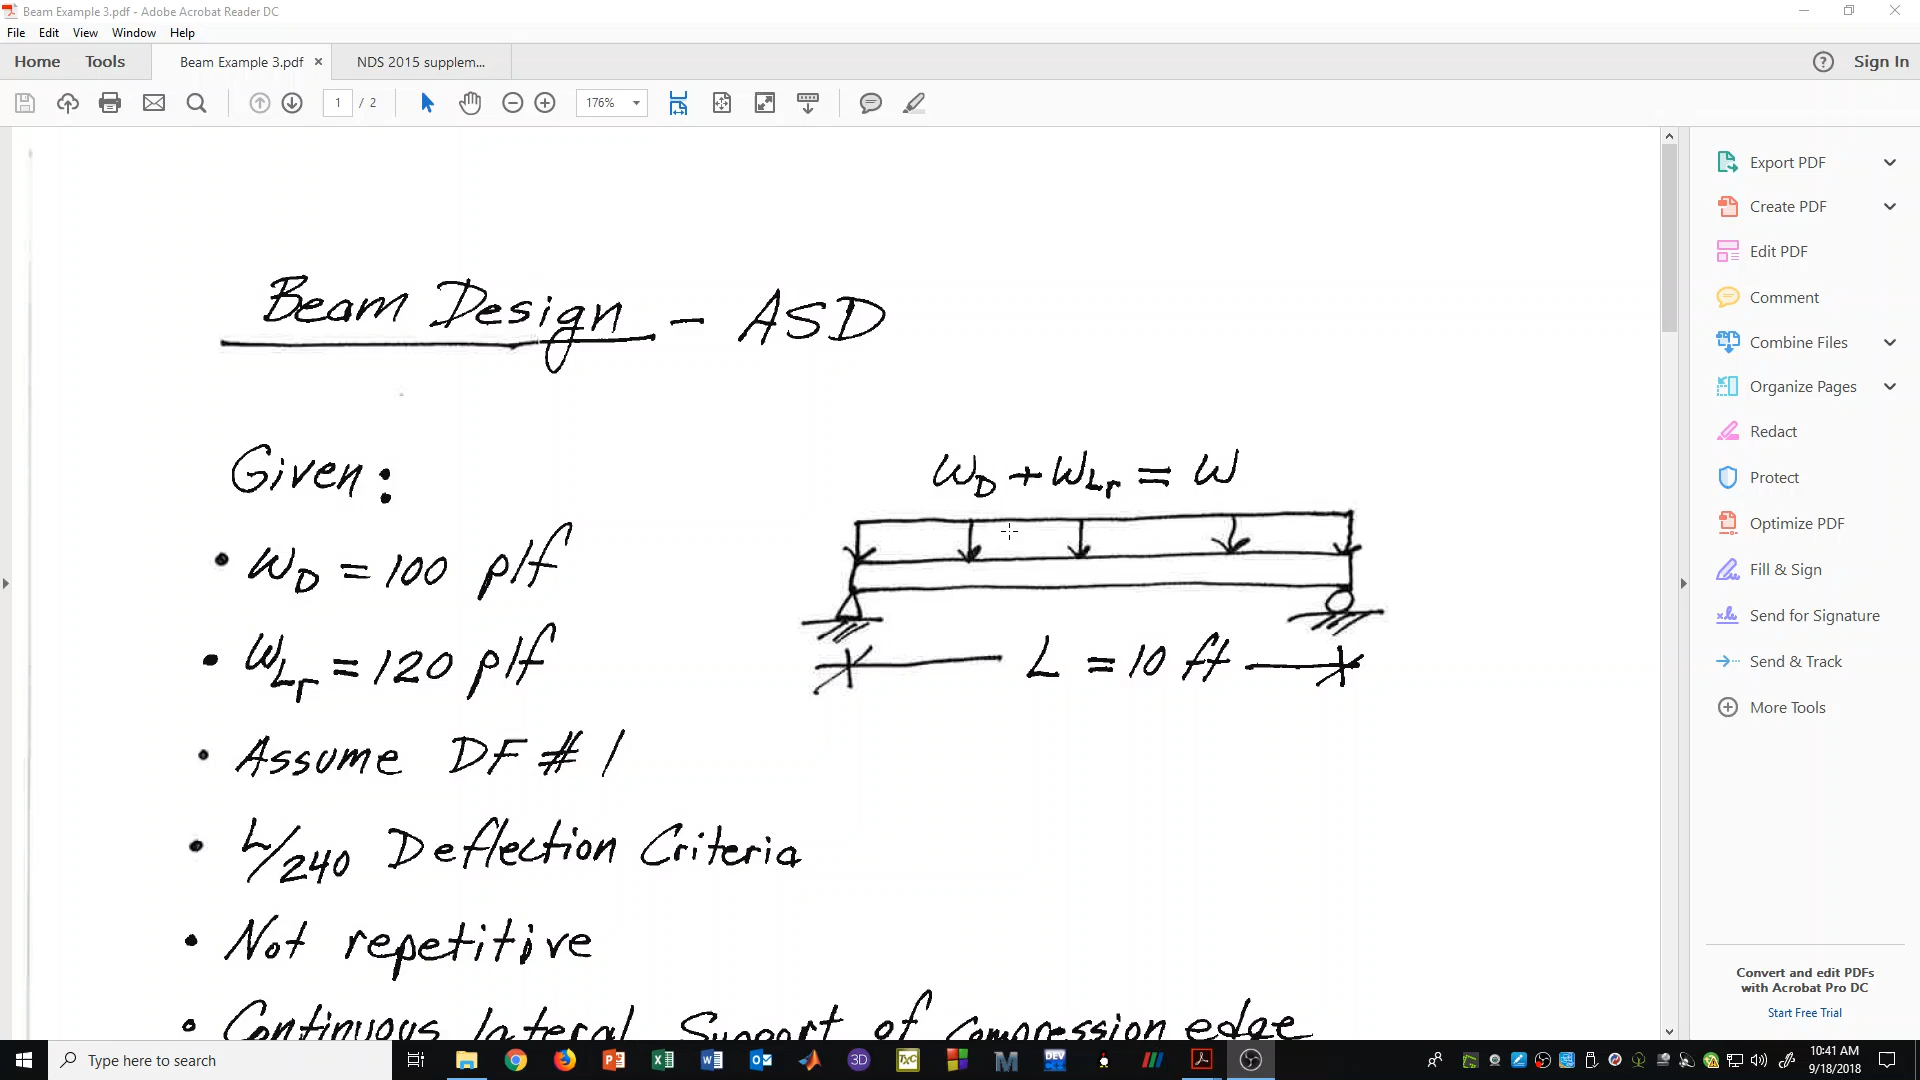 Beam Example 3.pdf - Adobe Acrobat Reader DC
File Edit View Window Help
Home Tools Beam Example 3.pdf × NDS 2015 supplem... ? Sign In
1 / 2 176%
Export PDF
Create PDF
Edit PDF
Comment
Combine Files
Organize Pages
Redact
Protect
Optimize PDF
Fill & Sign
Send for Signature
Send & Track
More Tools
Convert and edit PDFs
with Acrobat Pro DC
Start Free Trial
Beam Design - ASD
Given:
• WD = 100 plf
• WLr = 120 plf
• Assume DF # 1
• L/240 Deflection Criteria
• Not repetitive
• Continuous lateral Support of compression edge
WD + WLr = W
L = 10 ft
Type here to search
10:41 AM
9/18/2018